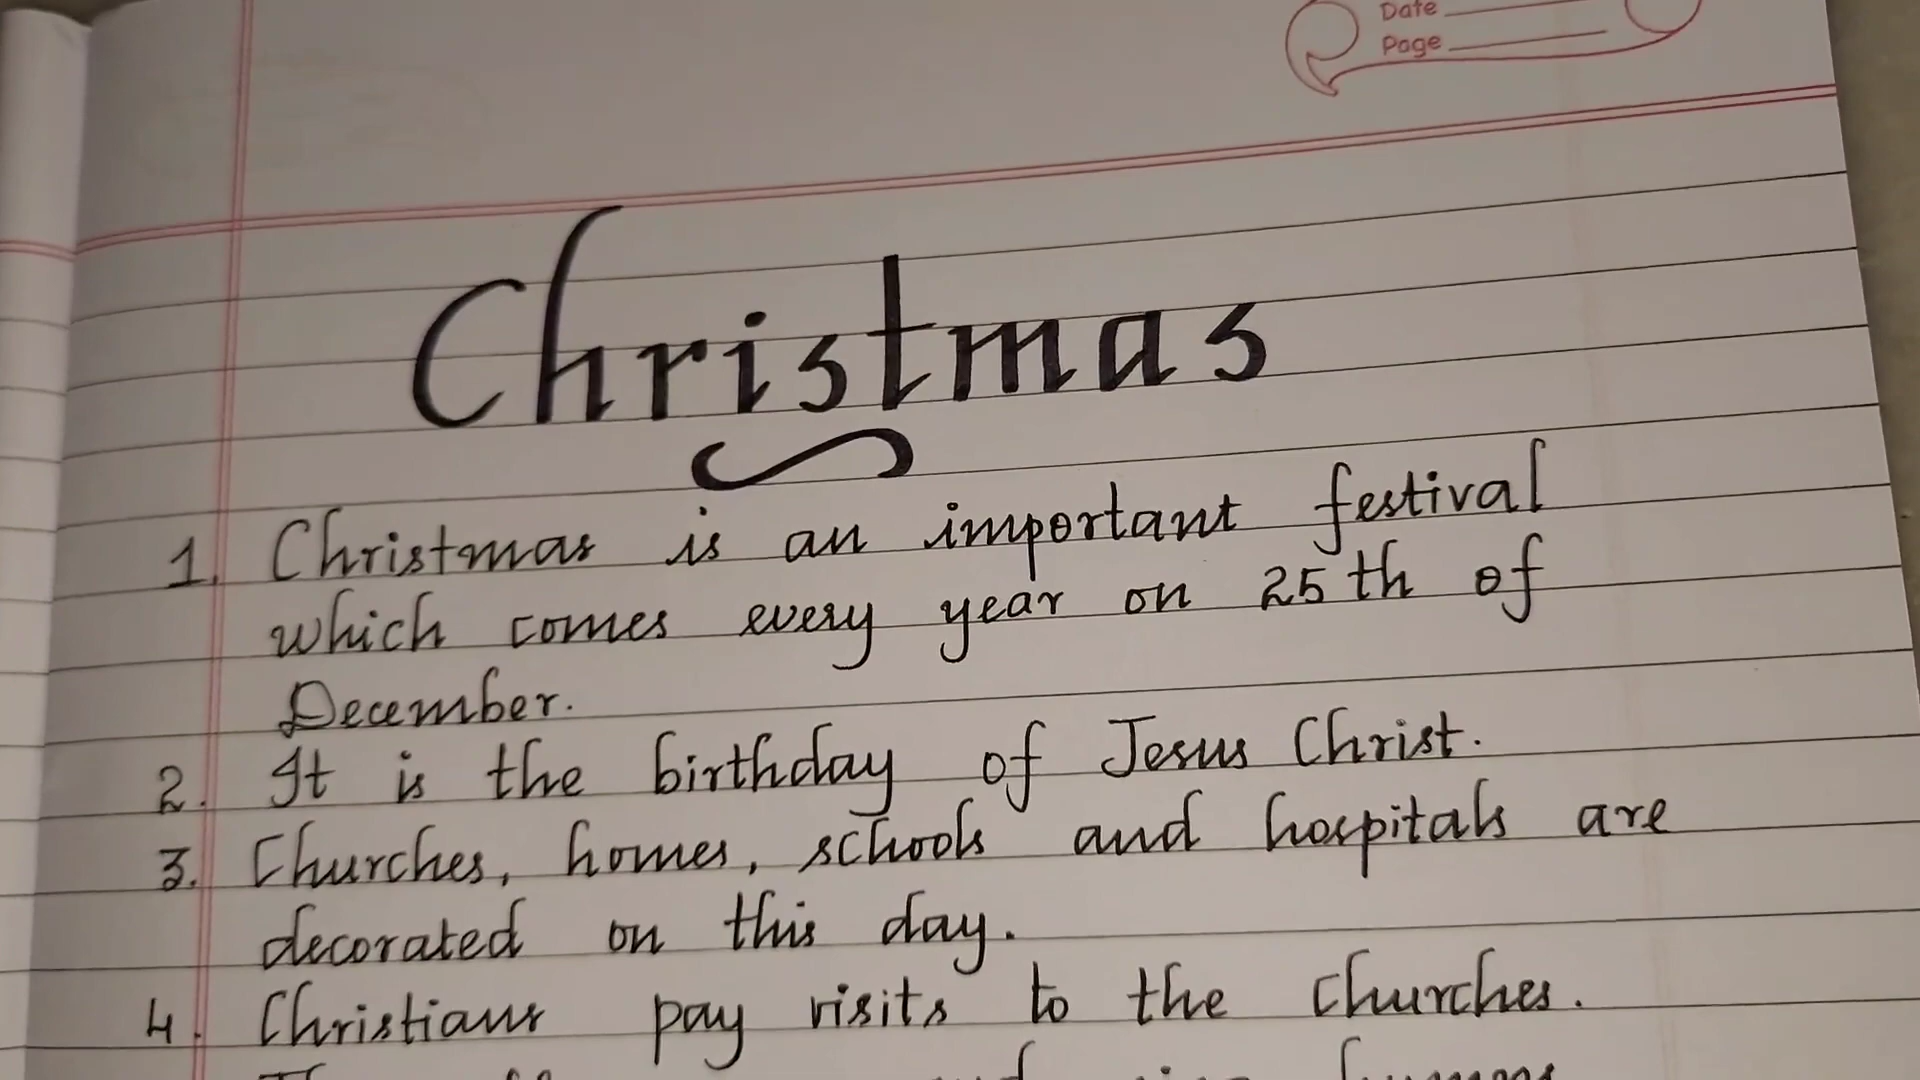 Date
Page
Christmas
1. Christmas is an important festival
which comes every year on 25th of
December.
2. It is the birthday of Jesus Christ.
3. Churches, homes, schools and hospitals are
decorated on this day.
4. Christians pay visits to the churches.